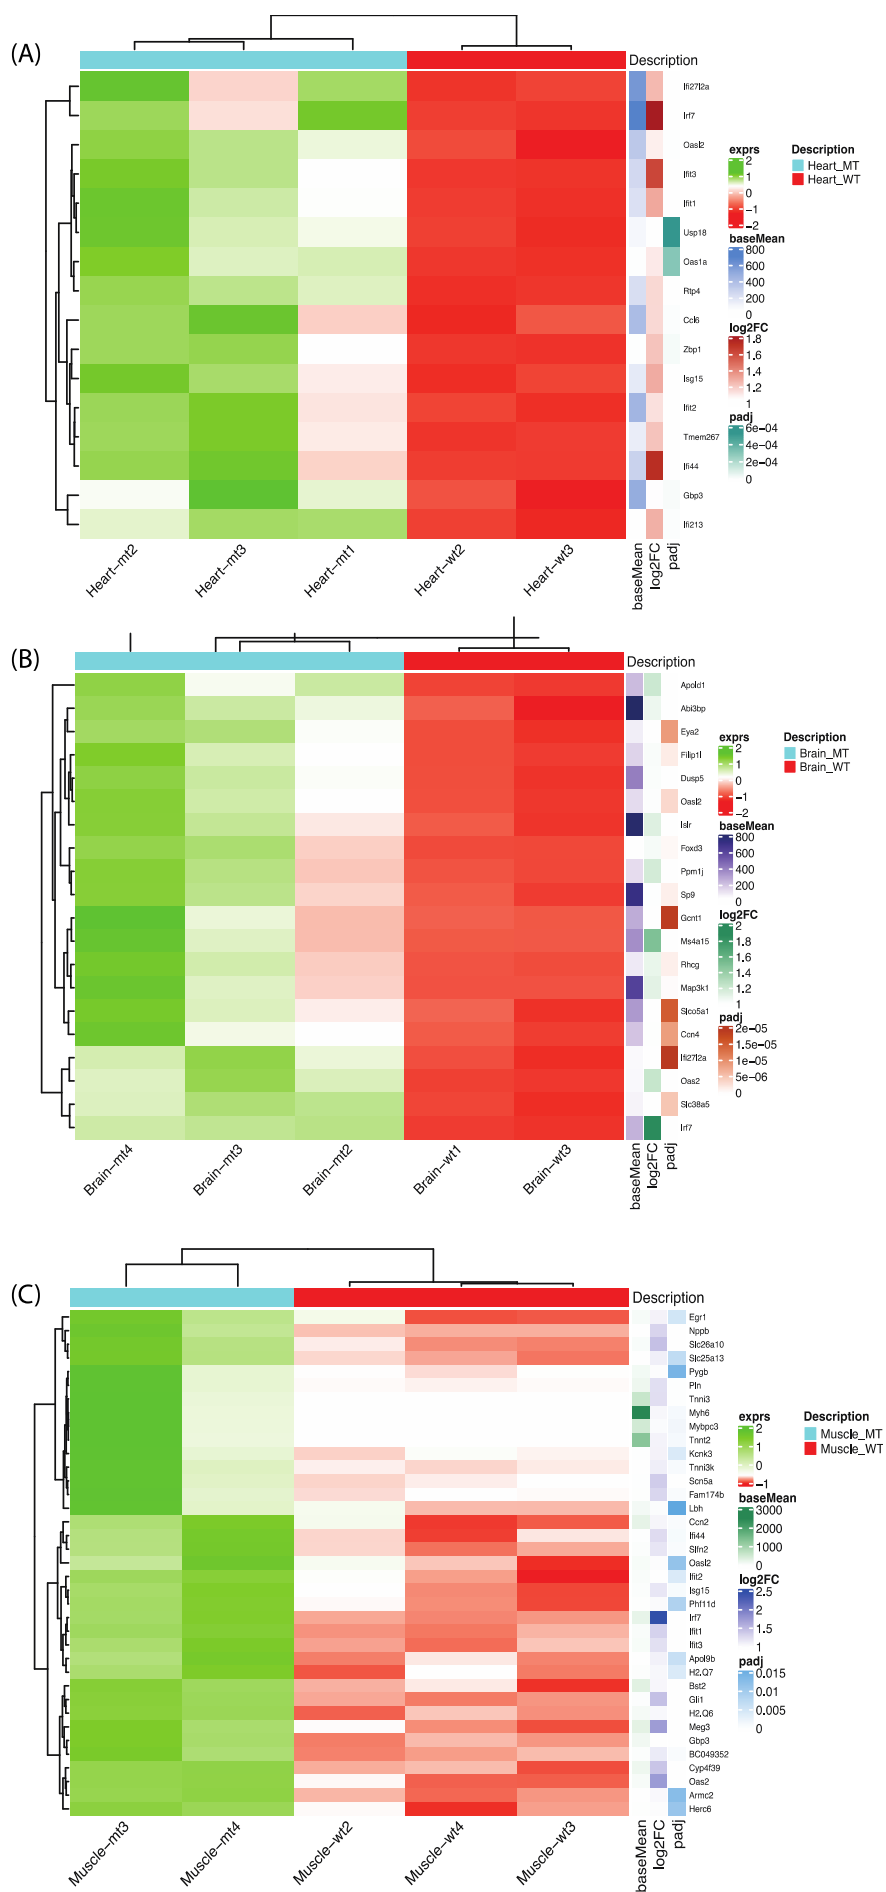 (A)
Description
Ifi27l2a
Irf7
Oasl2
Ifit3
Ifit1
Usp18
Oas1a
Rtp4
Ccl6
Zbp1
Isg15
Ifit2
Tmem267
Ifi44
Gbp3
Ifi213
Heart-mt2
Heart-mt3
Heart-mt1
Heart-wt2
Heart-wt3
baseMean
log2FC
padj
exprs
2
1
0
-1
-2
Description
Heart_MT
Heart_WT
baseMean
800
600
400
200
0
log2FC
1.8
1.6
1.4
1.2
1
padj
6e-04
4e-04
2e-04
0
(B)
Description
Apold1
Abi3bp
Eya2
Filip1l
Dusp5
Oasl2
Islr
Foxd3
Ppm1j
Sp9
Gcnt1
Ms4a15
Rhcg
Map3k1
Slco5a1
Ccn4
Ifi27l2a
Oas2
Slc38a5
Irf7
Brain-mt4
Brain-mt3
Brain-mt2
Brain-wt1
Brain-wt3
baseMean
log2FC
padj
exprs
2
1
0
-1
-2
Description
Brain_MT
Brain_WT
baseMean
800
600
400
200
0
log2FC
2
1.8
1.6
1.4
1.2
1
padj
2e-05
1.5e-05
1e-05
5e-06
0
(C)
Description
Egr1
Nppb
Slc26a10
Slc25a13
Pygb
Pln
Tnni3
Myh6
Mybpc3
Tnnt2
Kcnk3
Tnni3k
Scn5a
Fam174b
Lbh
Ccn2
Ifi44
Slfn2
Oasl2
Ifit2
Isg15
Phf11d
Irf7
Ifit1
Ifit3
Apol9b
H2.Q7
Bst2
Gli1
H2.Q6
Meg3
Gbp3
BC049352
Cyp4f39
Oas2
Armc2
Herc6
Muscle-mt3
Muscle-mt4
Muscle-wt2
Muscle-wt4
Muscle-wt3
baseMean
log2FC
padj
exprs
2
1
0
-1
Description
Muscle_MT
Muscle_WT
baseMean
3000
2000
1000
0
log2FC
2.5
2
1.5
1
padj
0.015
0.01
0.005
0